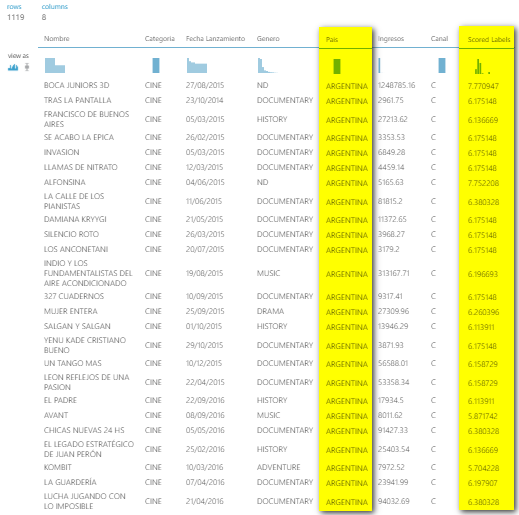 rows columns
1119 8
Nombre Categoria Fecha Lanzamiento Genero Pais Ingresos Canal Scored Labels
view as
BOCA JUNIORS 3D CINE 27/08/2015 ND ARGENTINA 1248785.16 C 7.770947
TRAS LA PANTALLA CINE 23/10/2014 DOCUMENTARY ARGENTINA 2961.75 C 6.175148
FRANCISCO DE BUENOS
AIRES CINE 05/03/2015 HISTORY ARGENTINA 27213.62 C 6.136669
SE ACABO LA EPICA CINE 26/02/2015 DOCUMENTARY ARGENTINA 3353.53 C 6.175148
INVASION CINE 05/03/2015 DOCUMENTARY ARGENTINA 6849.28 C 6.175148
LLAMAS DE NITRATO CINE 12/03/2015 DOCUMENTARY ARGENTINA 4459.14 C 6.175148
ALFONSINA CINE 04/06/2015 ND ARGENTINA 5165.63 C 7.752208
LA CALLE DE LOS
PIANISTAS CINE 11/06/2015 DOCUMENTARY ARGENTINA 81815.2 C 6.380328
DAMIANA KRYYGI CINE 21/05/2015 DOCUMENTARY ARGENTINA 11372.65 C 6.175148
SILENCIO ROTO CINE 26/03/2015 DOCUMENTARY ARGENTINA 3968.27 C 6.175148
LOS ANCONETANI CINE 20/07/2015 DOCUMENTARY ARGENTINA 3179.2 C 6.175148
INDIO Y LOS
FUNDAMENTALISTAS DEL
AIRE ACONDICIONADO CINE 19/08/2015 MUSIC ARGENTINA 313167.71 C 6.196693
327 CUADERNOS CINE 10/09/2015 DOCUMENTARY ARGENTINA 9317.41 C 6.175148
MUJER ENTERA CINE 25/09/2015 DRAMA ARGENTINA 27309.96 C 6.260396
SALGAN Y SALGAN CINE 01/10/2015 HISTORY ARGENTINA 13946.29 C 6.113911
YENU KADE CRISTIANO
BUENO CINE 29/10/2015 DOCUMENTARY ARGENTINA 3871.93 C 6.175148
UN TANGO MAS CINE 10/12/2015 DOCUMENTARY ARGENTINA 56588.01 C 6.158729
LEON REFLEJOS DE UNA
PASION CINE 22/04/2015 DOCUMENTARY ARGENTINA 53358.34 C 6.158729
EL PADRE CINE 22/09/2016 HISTORY ARGENTINA 17934.5 C 6.113911
AVANT CINE 08/09/2016 MUSIC ARGENTINA 8011.62 C 5.871742
CHICAS NUEVAS 24 HS CINE 05/05/2016 DOCUMENTARY ARGENTINA 91427.33 C 6.380328
EL LEGADO ESTRATÉGICO
DE JUAN PERÓN CINE 25/02/2016 HISTORY ARGENTINA 25403.54 C 6.136669
KOMBIT CINE 10/03/2016 ADVENTURE ARGENTINA 7972.52 C 5.704228
LA GUARDERÍA CINE 07/04/2016 DOCUMENTARY ARGENTINA 23941.99 C 6.197907
LUCHA JUGANDO CON
LO IMPOSIBLE CINE 21/04/2016 DOCUMENTARY ARGENTINA 94032.69 C 6.380328